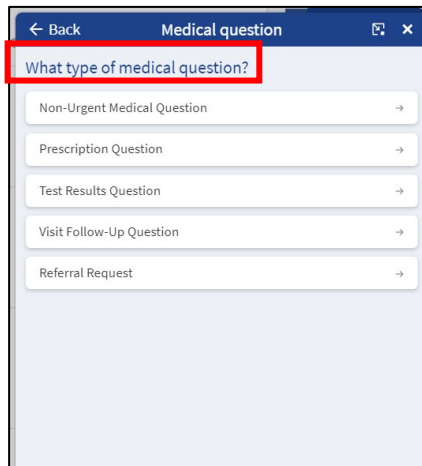 ← Back Medical question ×
What type of medical question?
Non-Urgent Medical Question →
Prescription Question →
Test Results Question →
Visit Follow-Up Question →
Referral Request →